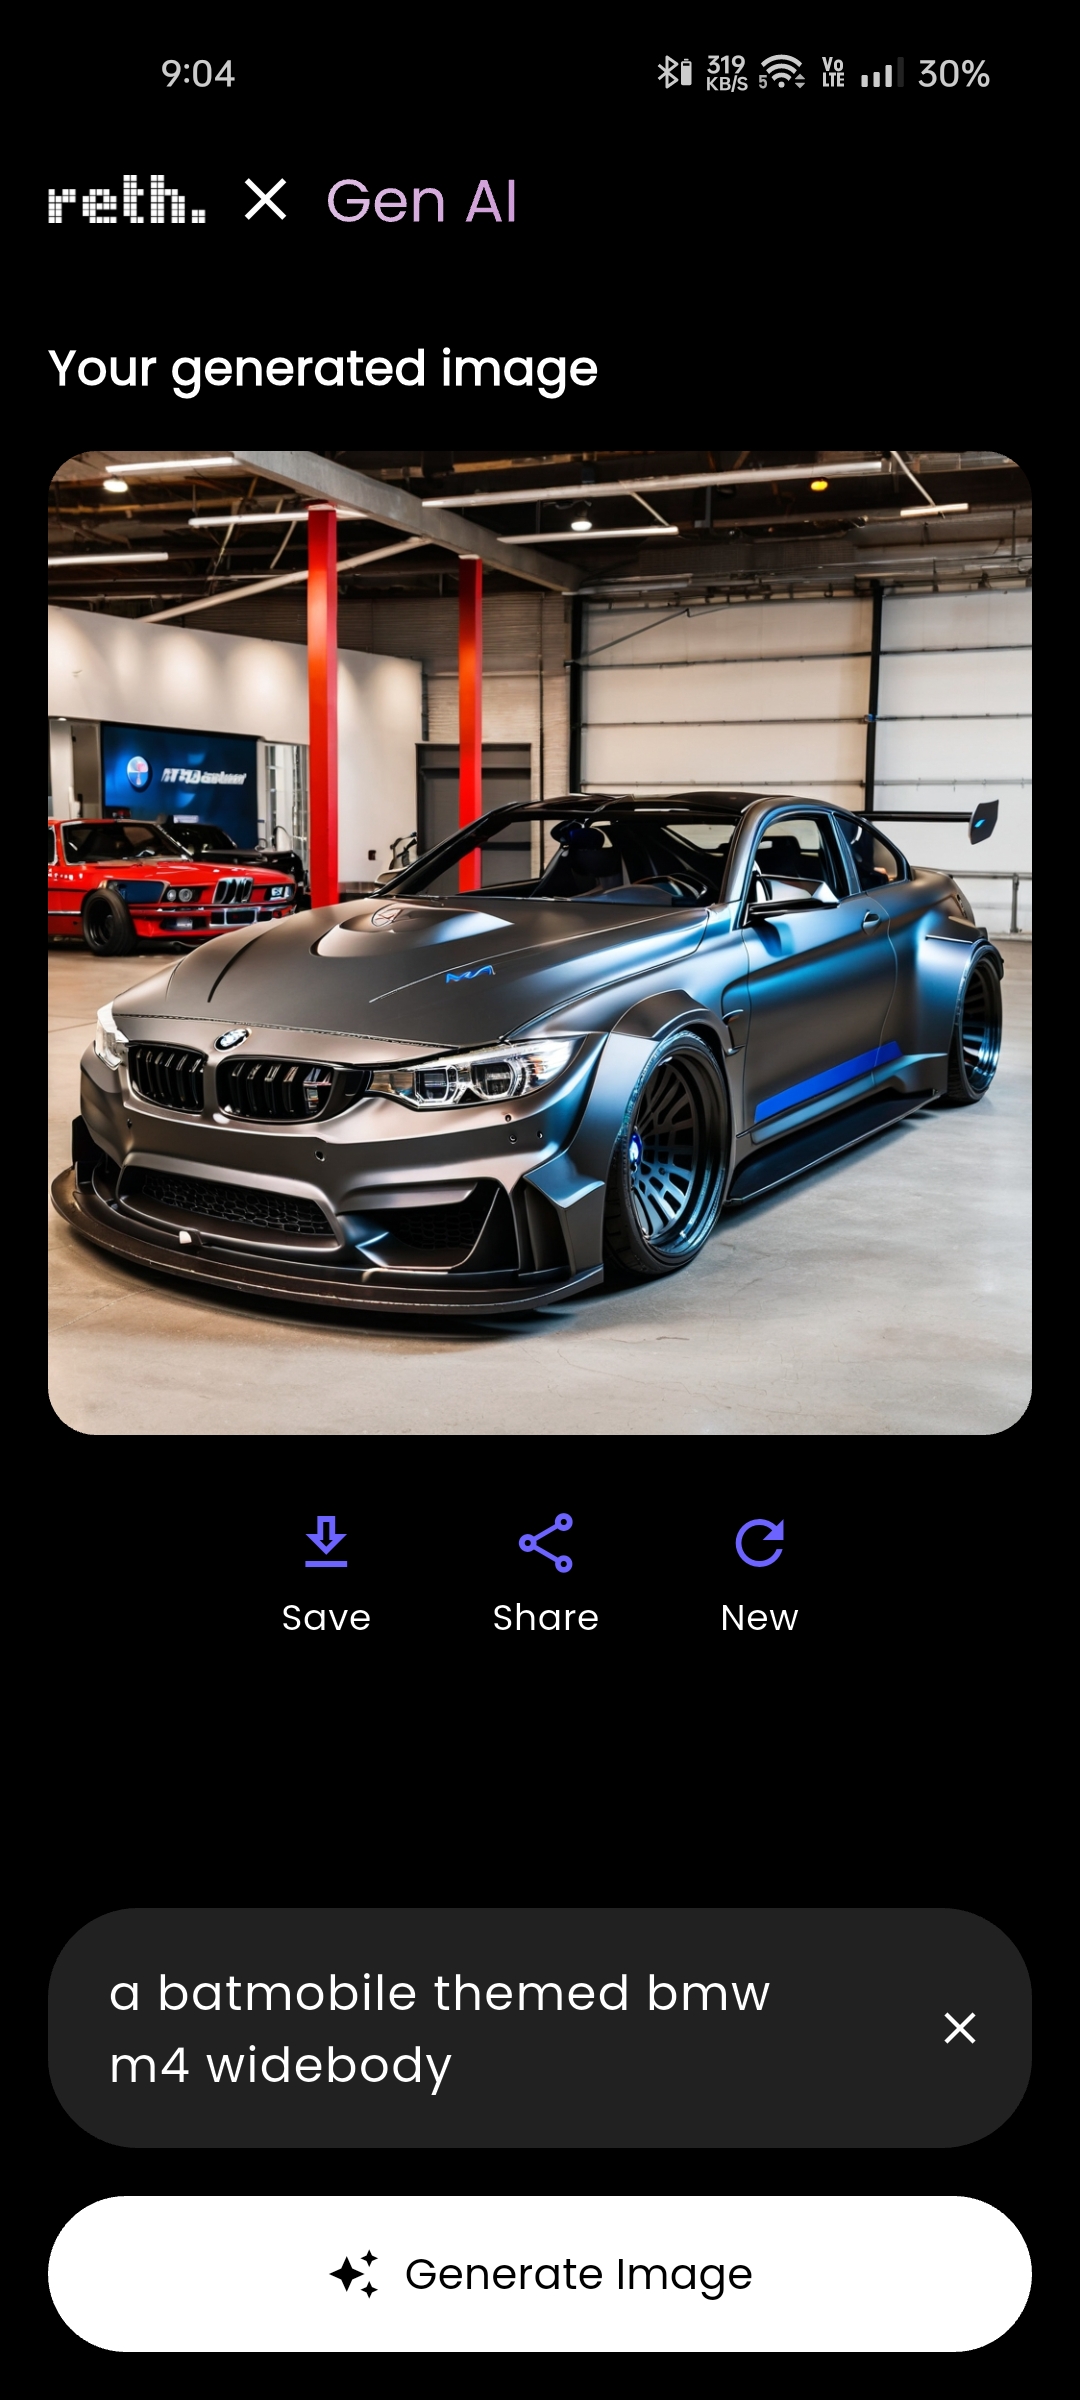 9:04
319
KB/S
5
Vo
LTE
30%
reth. × Gen AI
Your generated image
Save
Share
New
a batmobile themed bmw
m4 widebody
Generate Image